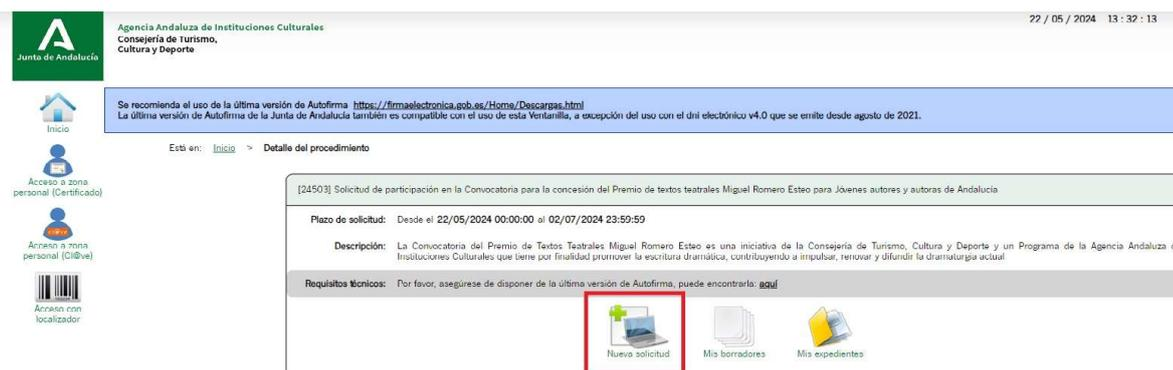 22 / 05 / 2024 13 : 32 : 13
Junta de Andalucía
Agencia Andaluza de Instituciones Culturales
Consejería de Turismo,
Cultura y Deporte
Se recomienda el uso de la última versión de Autofirma https://firmaelectronica.gob.es/Home/Descargas.html
La última versión de Autofirma de la Junta de Andalucía también es compatible con el uso de esta Ventanilla, a excepción del uso con el dni electrónico v4.0 que se emite desde agosto de 2021.
Inicio
Acceso a zona
personal (Certificado)
Acceso a zona
personal (Cl@ve)
Acceso con
localizador
Está en: Inicio > Detalle del procedimiento
[24503] Solicitud de participación en la Convocatoria para la concesión del Premio de textos teatrales Miguel Romero Esteo para Jóvenes autores y autoras de Andalucía
Plazo de solicitud: Desde el 22/05/2024 00:00:00 al 02/07/2024 23:59:59
Descripción: La Convocatoria del Premio de Textos Teatrales Miguel Romero Esteo es una iniciativa de la Consejería de Turismo, Cultura y Deporte y un Programa de la Agencia Andaluza
Instituciones Culturales que tiene por finalidad promover la escritura dramática, contribuyendo a impulsar, renovar y difundir la dramaturgia actual
Requisitos técnicos: Por favor, asegúrese de disponer de la última versión de Autofirma, puede encontrarla: aquí
Nueva solicitud Mis borradores Mis expedientes